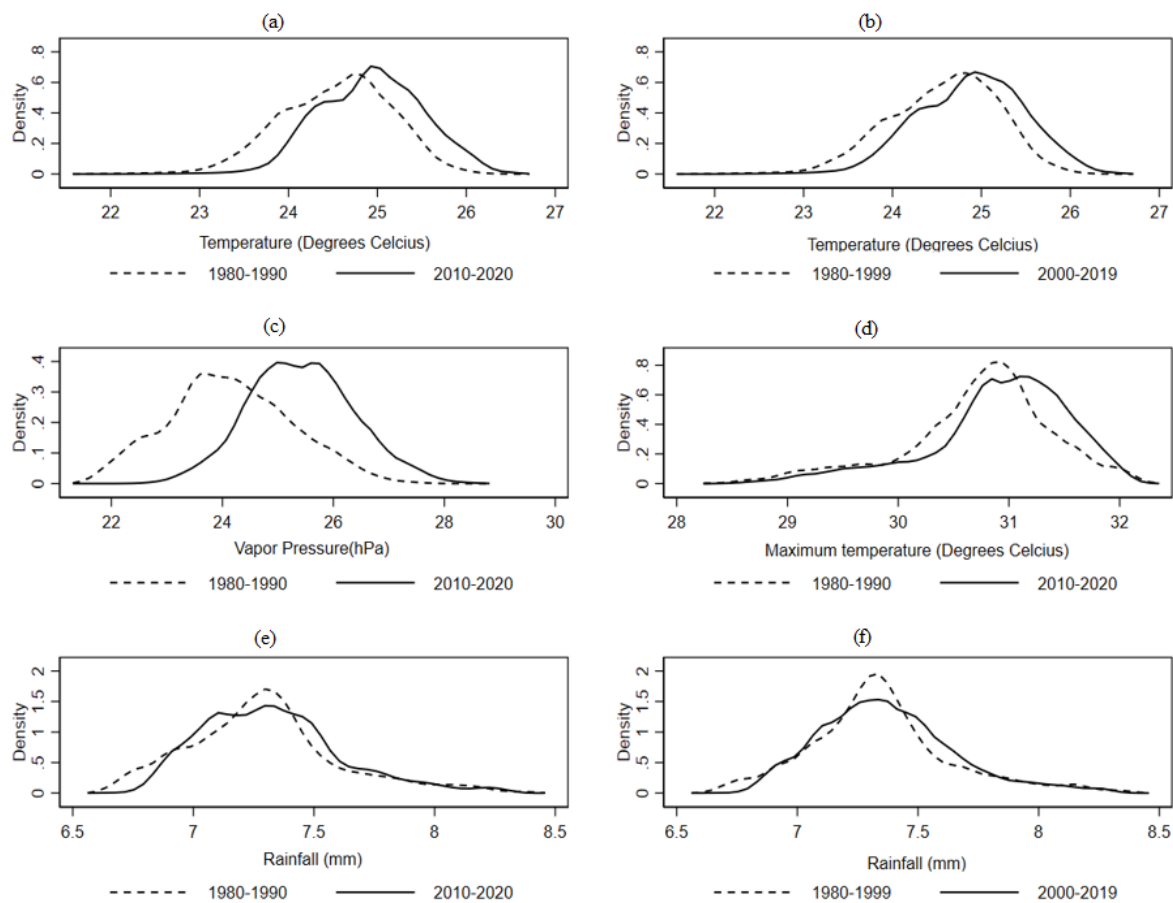 (a) (b)
Density 0 .2 .4 .6 .8
22 23 24 25 26 27
Temperature (Degrees Celcius)
1980-1990 2010-2020
Density 0 .2 .4 .6 .8
22 23 24 25 26 27
Temperature (Degrees Celcius)
1980-1999 2000-2019
(c) (d)
Density 0 .1 .2 .3 .4
22 24 26 28 30
Vapor Pressure(hPa)
1980-1990 2010-2020
Density 0 .2 .4 .6 .8
28 29 30 31 32
Maximum temperature (Degrees Celcius)
1980-1990 2010-2020
(e) (f)
Density 0 .5 1 1.5 2
6.5 7 7.5 8 8.5
Rainfall (mm)
1980-1990 2010-2020
Density 0 .5 1 1.5 2
6.5 7 7.5 8 8.5
Rainfall (mm)
1980-1999 2000-2019